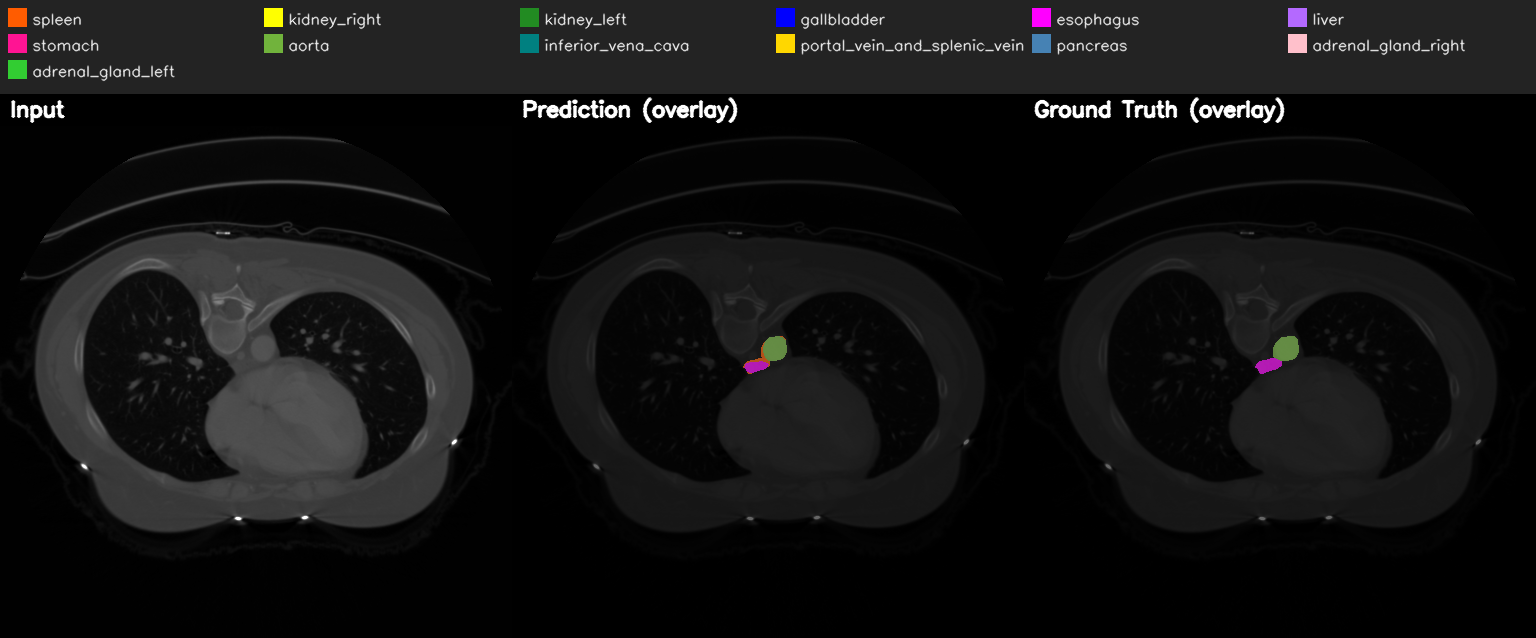 spleen kidney_right kidney_left gallbladder esophagus liver
stomach aorta inferior_vena_cava portal_vein_and_splenic_vein pancreas adrenal_gland_right
adrenal_gland_left
Input Prediction (overlay) Ground Truth (overlay)